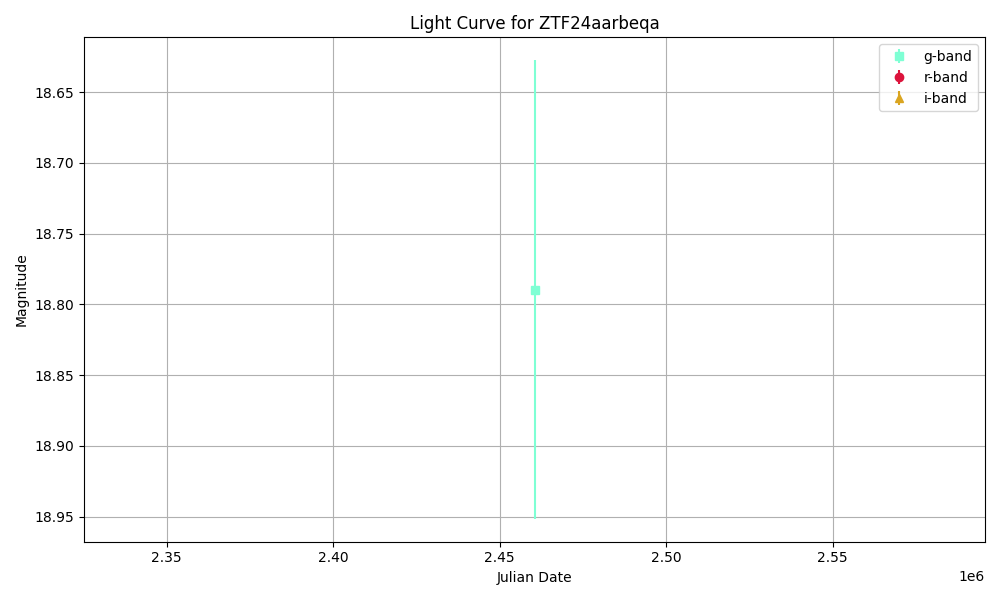 Light Curve for ZTF24aarbeqa
g-band
r-band
i-band
Magnitude
18.65
18.70
18.75
18.80
18.85
18.90
18.95
2.35 2.40 2.45 2.50 2.55
1e6
Julian Date